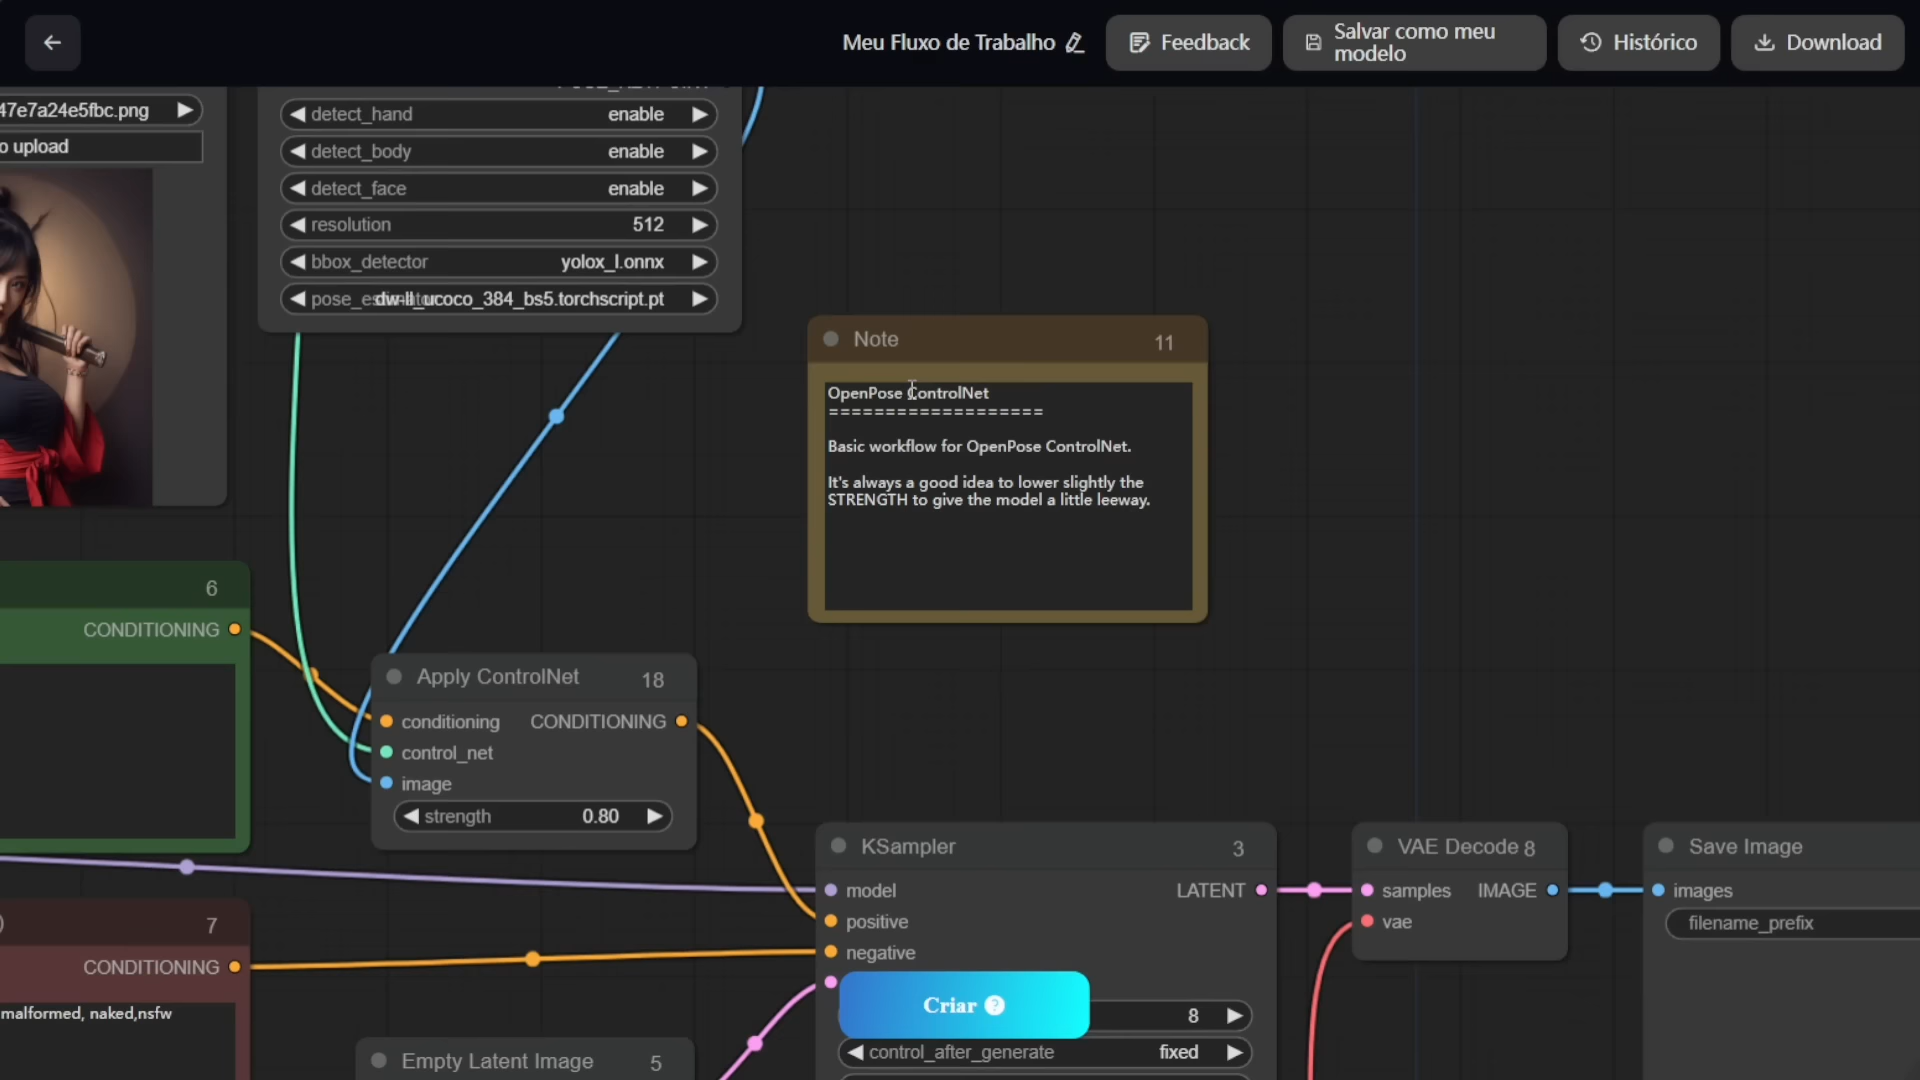 Meu Fluxo de Trabalho
Feedback
Salvar como meu
modelo
Histórico
Download
47e7a24e5fbc.png
o upload
detect_hand enable
detect_body enable
detect_face enable
resolution 512
bbox_detector yolox_l.onnx
dw-ll_ucoco_384_bs5.torchscript.pt
Note 11
OpenPose ControlNet
===================
Basic workflow for OpenPose ControlNet.
It's always a good idea to lower slightly the
STRENGTH to give the model a little leeway.
6
CONDITIONING
Apply ControlNet 18
conditioning CONDITIONING
control_net
image
strength 0.80
KSampler 3
model LATENT
positive
negative
Criar ?
8
control_after_generate fixed
VAE Decode 8
samples IMAGE
vae
Save Image
images
filename_prefix
) 7
CONDITIONING
malformed, naked,nsfw
Empty Latent Image 5